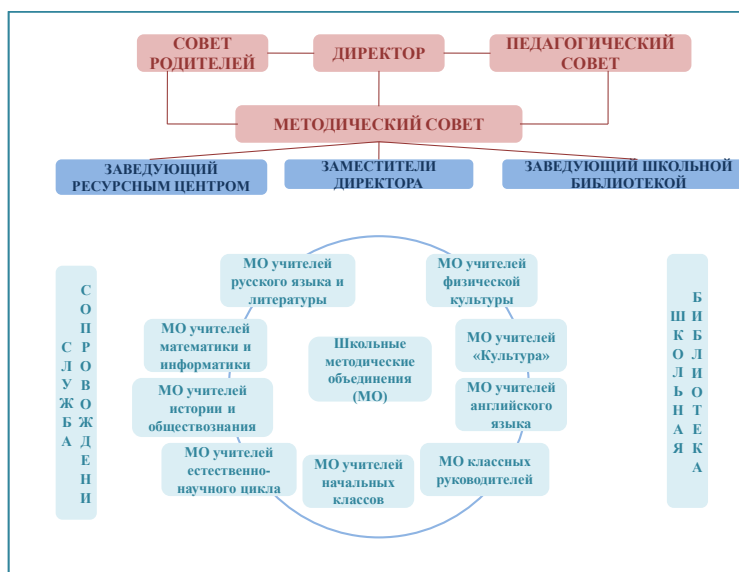 СОВЕТ
РОДИТЕЛЕЙ
ДИРЕКТОР
ПЕДАГОГИЧЕСКИЙ
СОВЕТ
МЕТОДИЧЕСКИЙ СОВЕТ
ЗАВЕДУЮЩИЙ
РЕСУРСНЫМ ЦЕНТРОМ
ЗАМЕСТИТЕЛИ
ДИРЕКТОРА
ЗАВЕДУЮЩИЙ ШКОЛЬНОЙ
БИБЛИОТЕКОЙ
СЛУЖБА
СОПРОВОЖДЕНИ
МО учителей
русского языка и
литературы
МО учителей
физической
культуры
МО учителей
математики и
информатики
Школьные
методические
объединения
(МО)
МО учителей
«Культура»
МО учителей
истории и
обществознания
МО учителей
английского
языка
МО учителей
естественно-
научного цикла
МО учителей
начальных
классов
МО классных
руководителей
ШКОЛЬНАЯ
БИБЛИОТЕКА